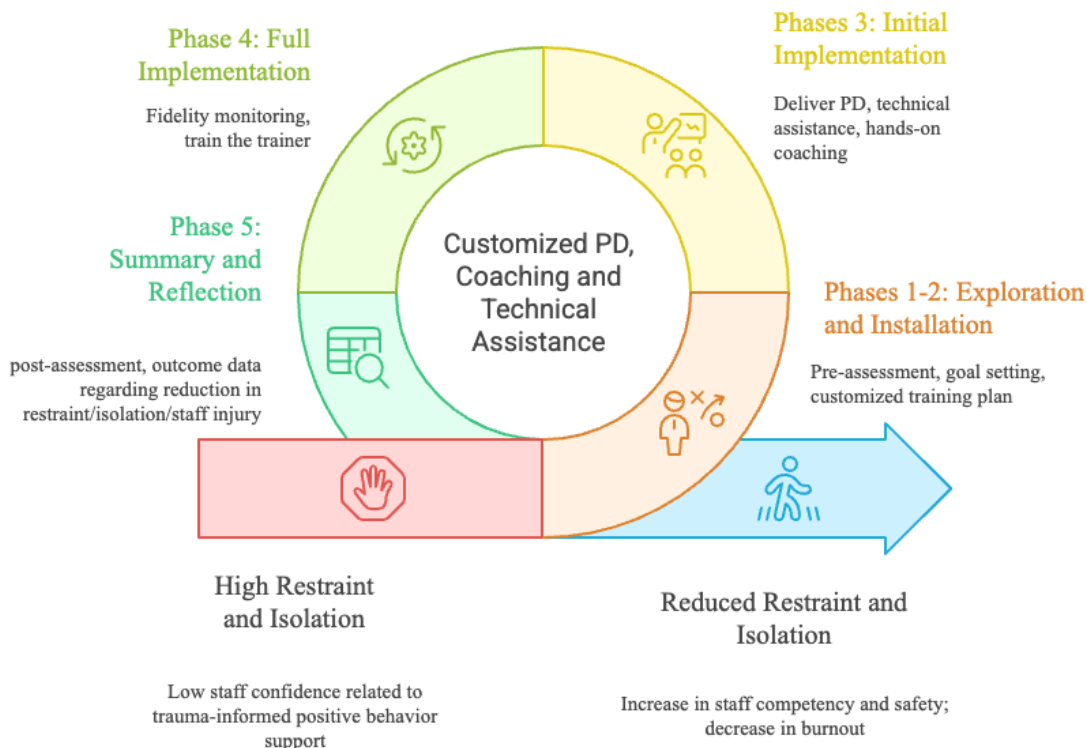 Phase 4: Full
Implementation
Fidelity monitoring,
train the trainer
Phases 3: Initial
Implementation
Deliver PD, technical
assistance, hands-on
coaching
Phase 5:
Summary and
Reflection
post-assessment, outcome data
regarding reduction in
restraint/isolation/staff injury
Customized PD,
Coaching and
Technical
Assistance
Phases 1-2: Exploration
and Installation
Pre-assessment, goal setting,
customized training plan
High Restraint
and Isolation
Low staff confidence related to
trauma-informed positive behavior
support
Reduced Restraint and
Isolation
Increase in staff competency and safety;
decrease in burnout